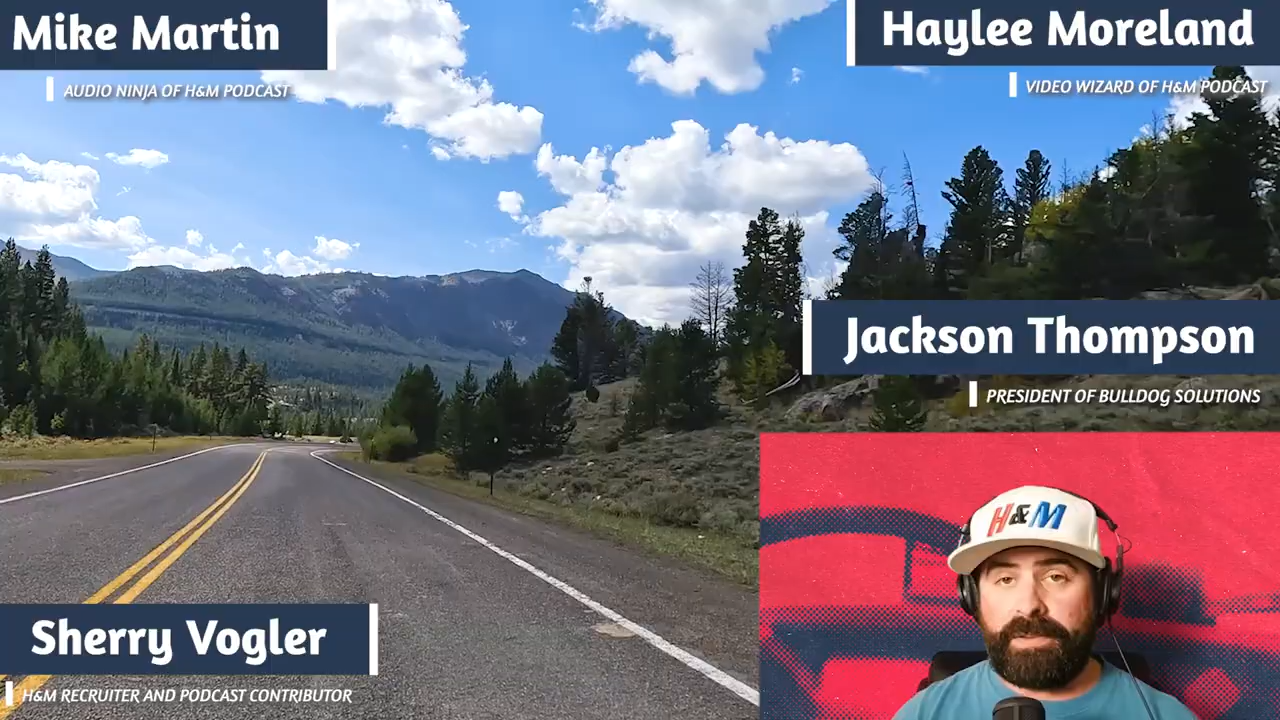 Mike Martin
AUDIO NINJA OF H&M PODCAST
Haylee Moreland
VIDEO WIZARD OF H&M PODCAST
Jackson Thompson
PRESIDENT OF BULLDOG SOLUTIONS
H&M
Sherry Vogler
H&M RECRUITER AND PODCAST CONTRIBUTOR